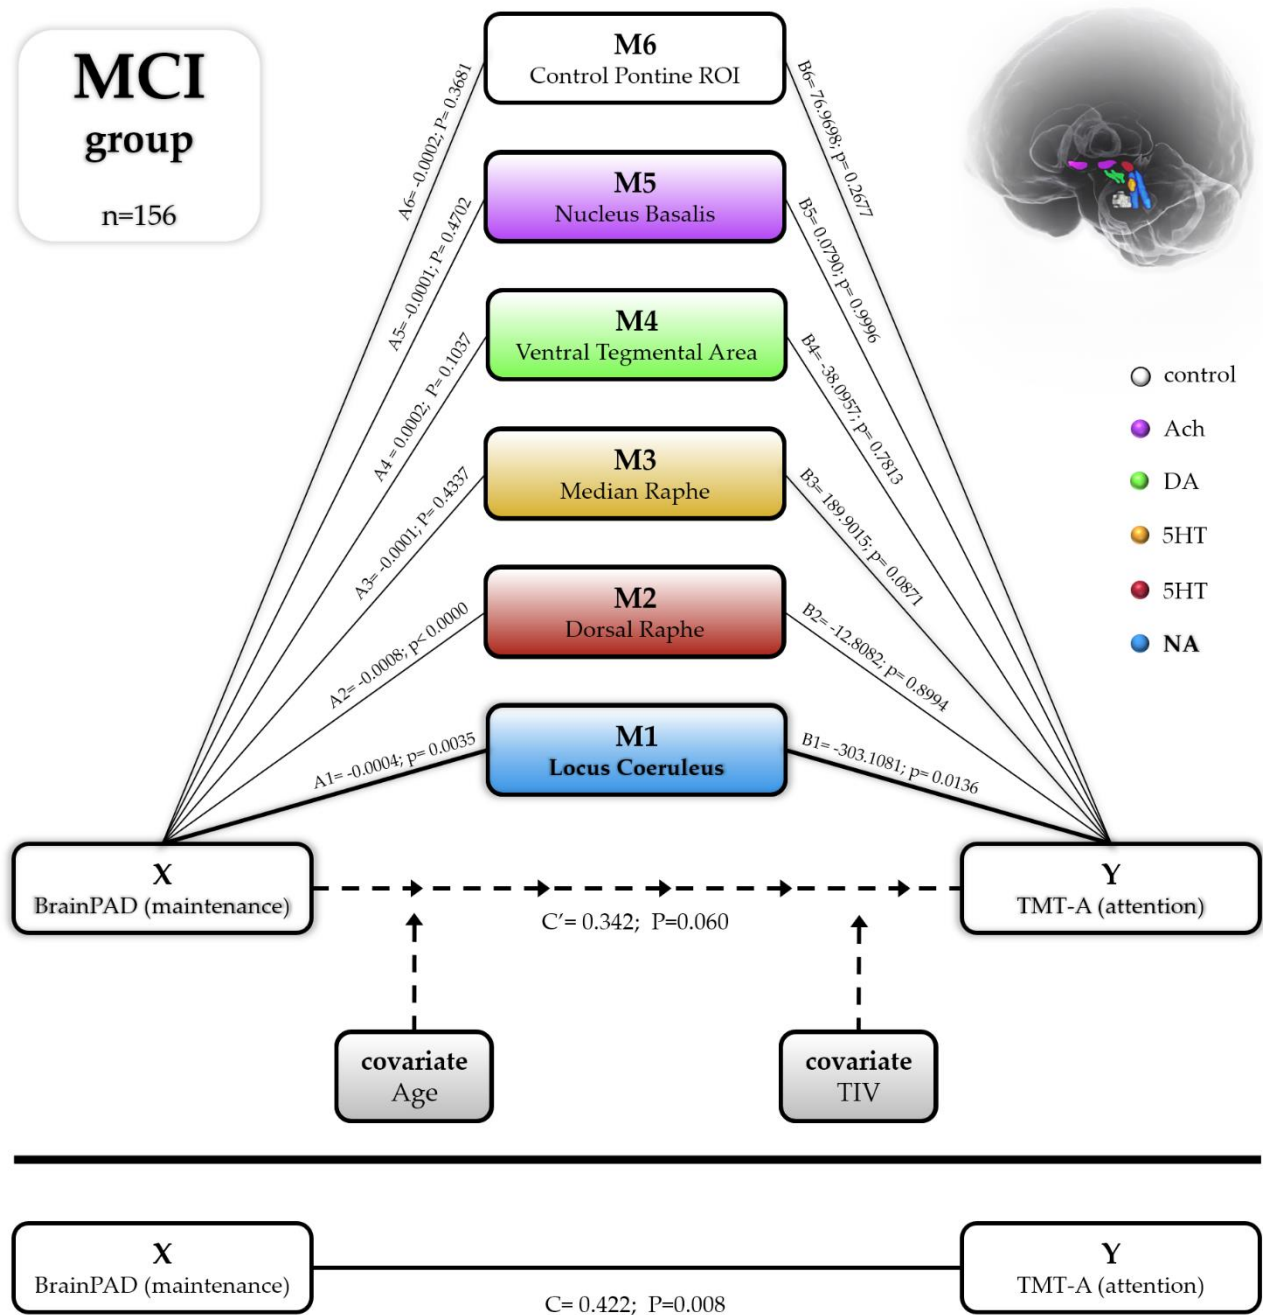 MCI
group
n=156
M6
Control Pontine ROI
A6= -0.0002; P= 0.3681
B6= 76.9698; p= 0.2677
M5
Nucleus Basalis
A5= -0.0001; P= 0.4702
B5= 0.0790; p= 0.9996
M4
Ventral Tegmental Area
A4 = 0.0002; P= 0.1037
B4= -38.0957; p= 0.7813
M3
Median Raphe
A3= -0.0001; P= 0.4337
B3= 189.9015; p= 0.0871
M2
Dorsal Raphe
A2= -0.0008; p< 0.0000
B2= -12.8082; p= 0.8994
M1
Locus Coeruleus
A1= -0.0004; p= 0.0035
B1= -303.1081; p= 0.0136
control
Ach
DA
5HT
5HT
NA
X
BrainPAD (maintenance)
Y
TMT-A (attention)
C′= 0.342; P=0.060
covariate
Age
covariate
TIV
X
BrainPAD (maintenance)
Y
TMT-A (attention)
C= 0.422; P=0.008